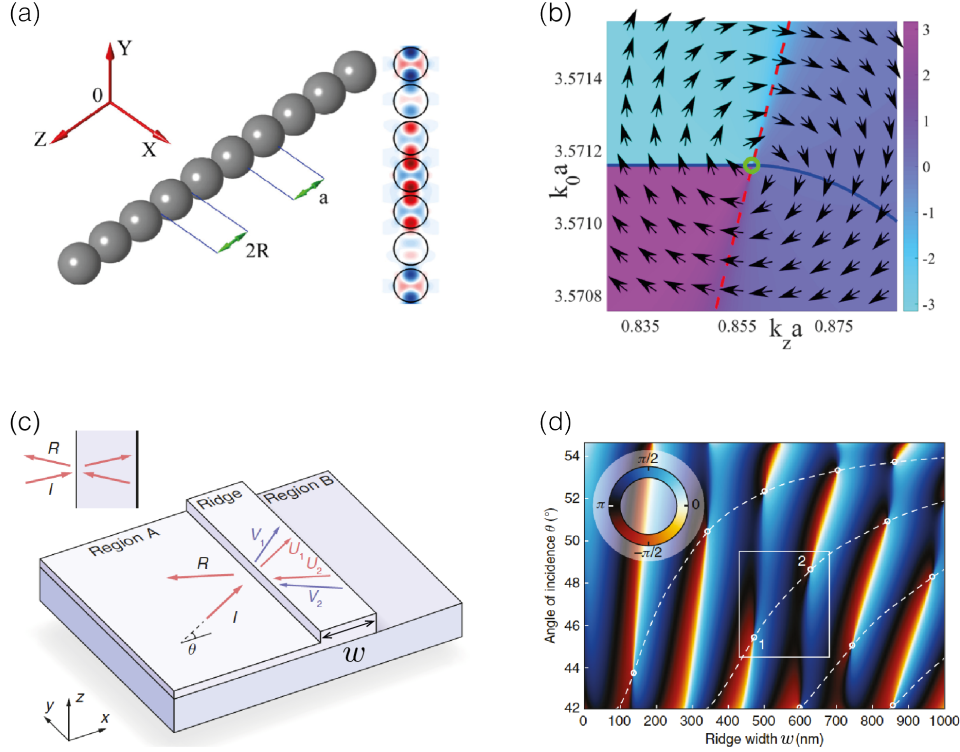 (a)
Y
0
Z
X
a
2R
(b)
k₀a
3.5714
3.5712
3.5710
3.5708
0.835
0.855
0.875
k_z a
3
2
1
0
-1
-2
-3
(c)
R
I
Region A
Ridge
Region B
V₁
U₁
U₂
V₂
R
I
θ
w
y
z
x
(d)
Angle of incidence θ (°)
54
52
50
48
46
44
42
π/2
π
0
−π/2
2
1
0 100 200 300 400 500 600 700 800 900 1000
Ridge width w (nm)